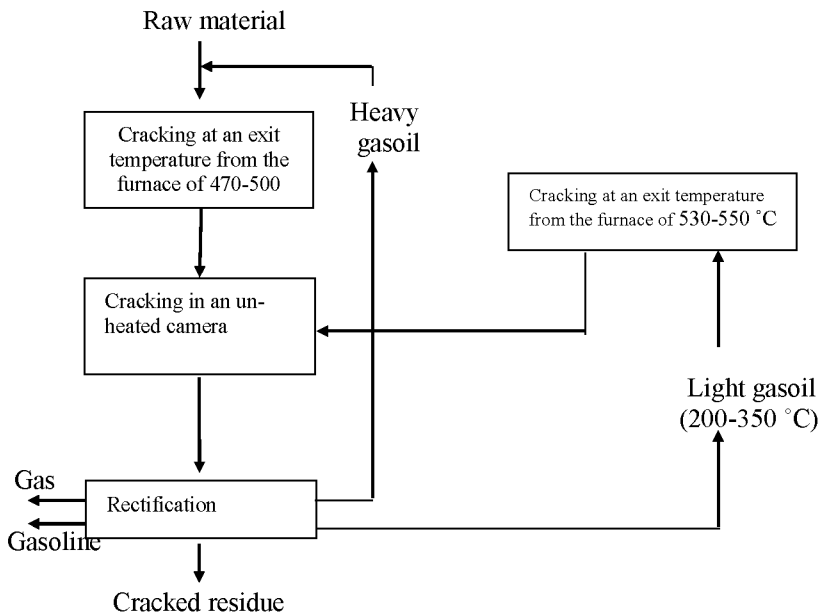 Raw material
Heavy
gasoil
Cracking at an exit
temperature from the
furnace of 470-500
Cracking at an exit temperature
from the furnace of 530-550 ˚C
Cracking in an un-
heated camera
Light gasoil
(200-350 ˚C)
Gas
Rectification
Gasoline
Cracked residue